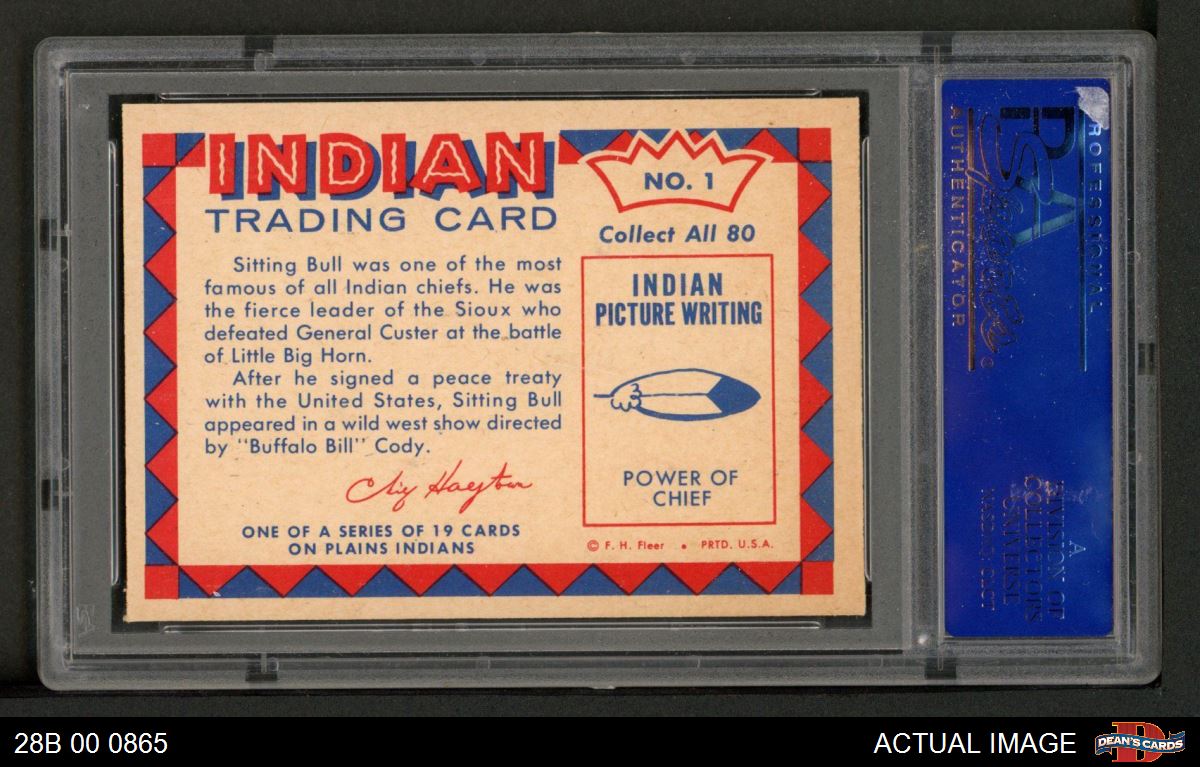 INDIAN
TRADING CARD
Sitting Bull was one of the most
famous of all Indian chiefs. He was
the fierce leader of the Sioux who
defeated General Custer at the battle
of Little Big Horn.
After he signed a peace treaty
with the United States, Sitting Bull
appeared in a wild west show directed
by "Buffalo Bill" Cody.
ONE OF A SERIES OF 19 CARDS
ON PLAINS INDIANS
NO. 1
Collect All 80
INDIAN
PICTURE WRITING
POWER OF
CHIEF
© F. H. Fleer • PRTD. U.S.A.
PSA
AUTHENTICATOR
A
DIVISION OF
COLLECTORS
UNIVERSE
NASDAQ: CLCT
28B 00 0865
ACTUAL IMAGE
D
DEAN'S CARDS